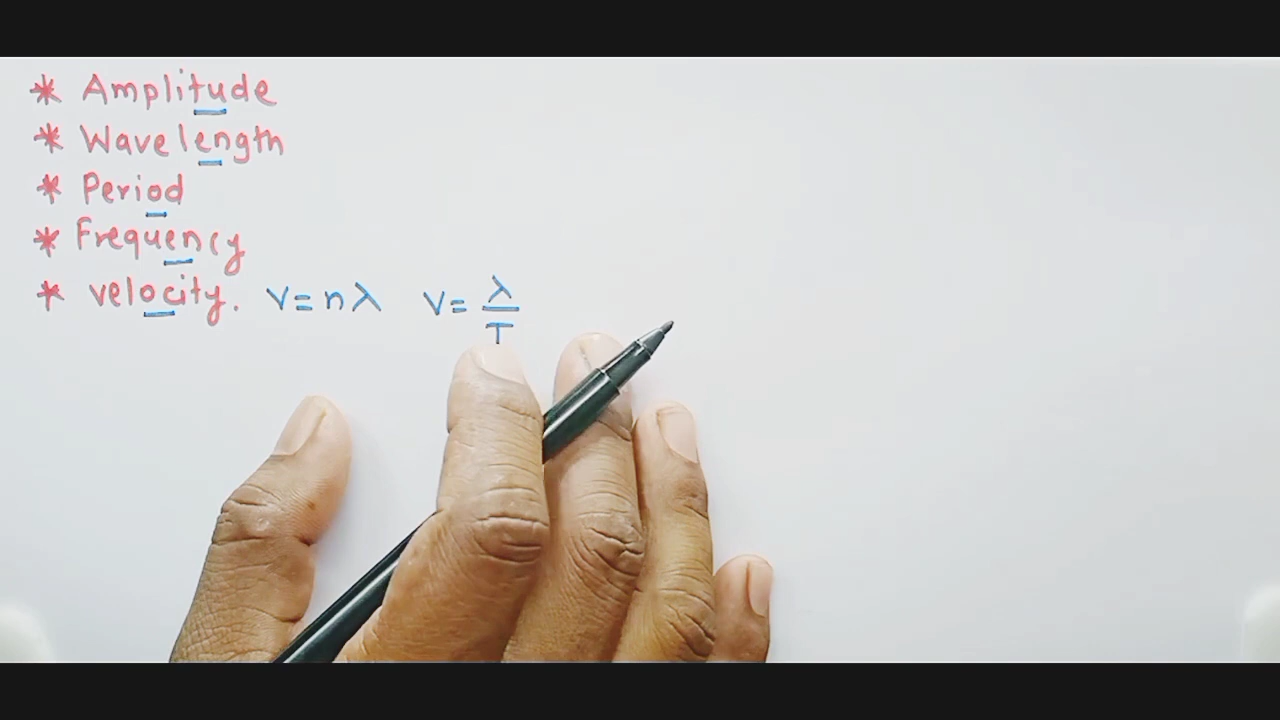 * Amplitude
* Wavelength
* Period
* Frequency
* velocity. v=nλ v=λ/T